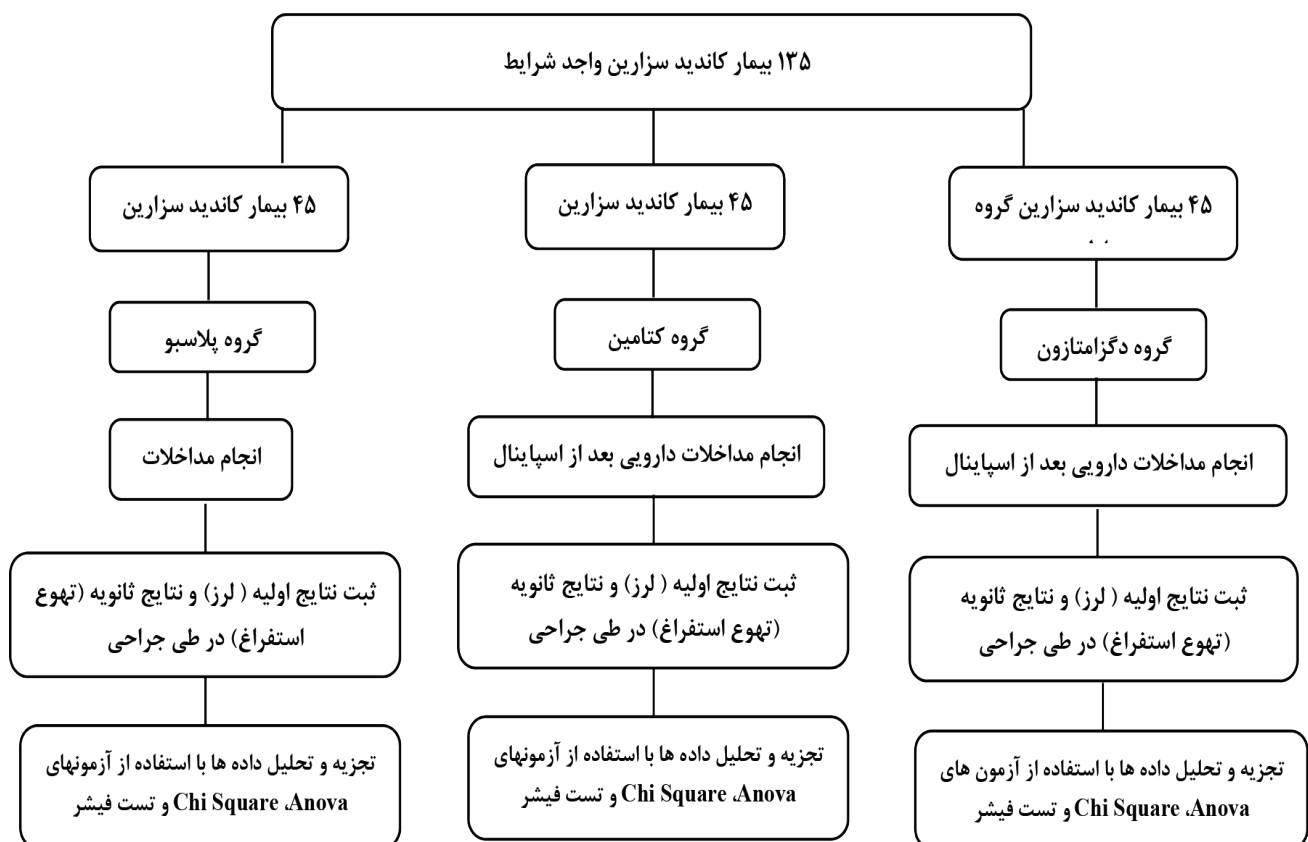 ۱۳۵ بیمار کاندید سزارین واجد شرایط
۴۵ بیمار کاندید سزارین گروه
گروه دگزامتازون
انجام مداخلات دارویی بعد از اسپاینال
ثبت نتایج اولیه ( لرز) و نتایج ثانویه
(تهوع استفراغ) در طی جراحی
تجزیه و تحلیل داده ها با استفاده از آزمون های
Chi Square ،Anova و تست فیشر
۴۵ بیمار کاندید سزارین
گروه کتامین
انجام مداخلات دارویی بعد از اسپاینال
ثبت نتایج اولیه ( لرز) و نتایج ثانویه
(تهوع استفراغ) در طی جراحی
تجزیه و تحلیل داده ها با استفاده از آزمونهای
Chi Square ،Anova و تست فیشر
۴۵ بیمار کاندید سزارین
گروه پلاسبو
انجام مداخلات
ثبت نتایج اولیه ( لرز) و نتایج ثانویه (تهوع
استفراغ) در طی جراحی
تجزیه و تحلیل داده ها با استفاده از آزمونهای
Chi Square ،Anova و تست فیشر